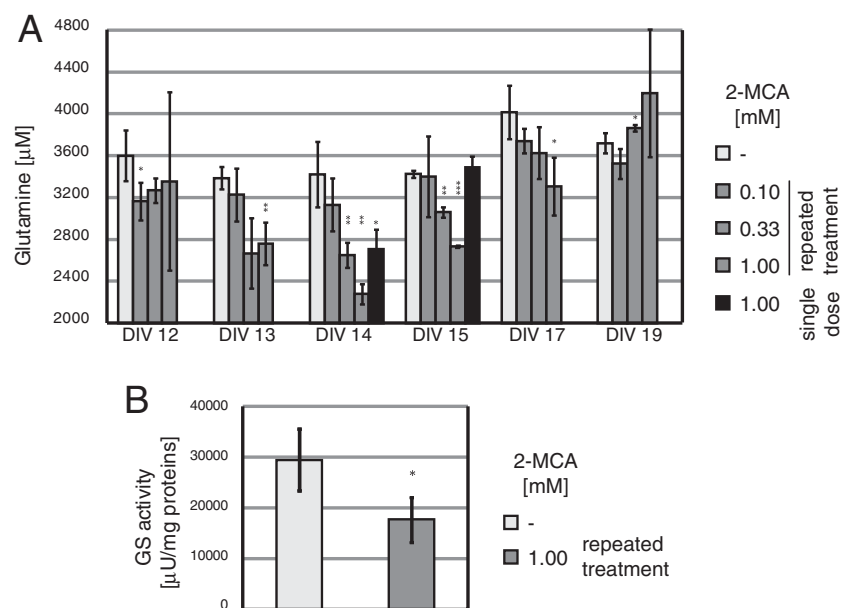 A
4800
4400
4000
3600
3200
2800
2400
2000
Glutamine [µM]
*
**
**
**
*
**
***
*
*
DIV 12
DIV 13
DIV 14
DIV 15
DIV 17
DIV 19
2-MCA
[mM]
-
0.10
0.33
1.00
repeated
treatment
1.00
single
dose
B
40000
30000
20000
10000
0
GS activity
[µU/mg proteins]
*
2-MCA
[mM]
-
1.00
repeated
treatment